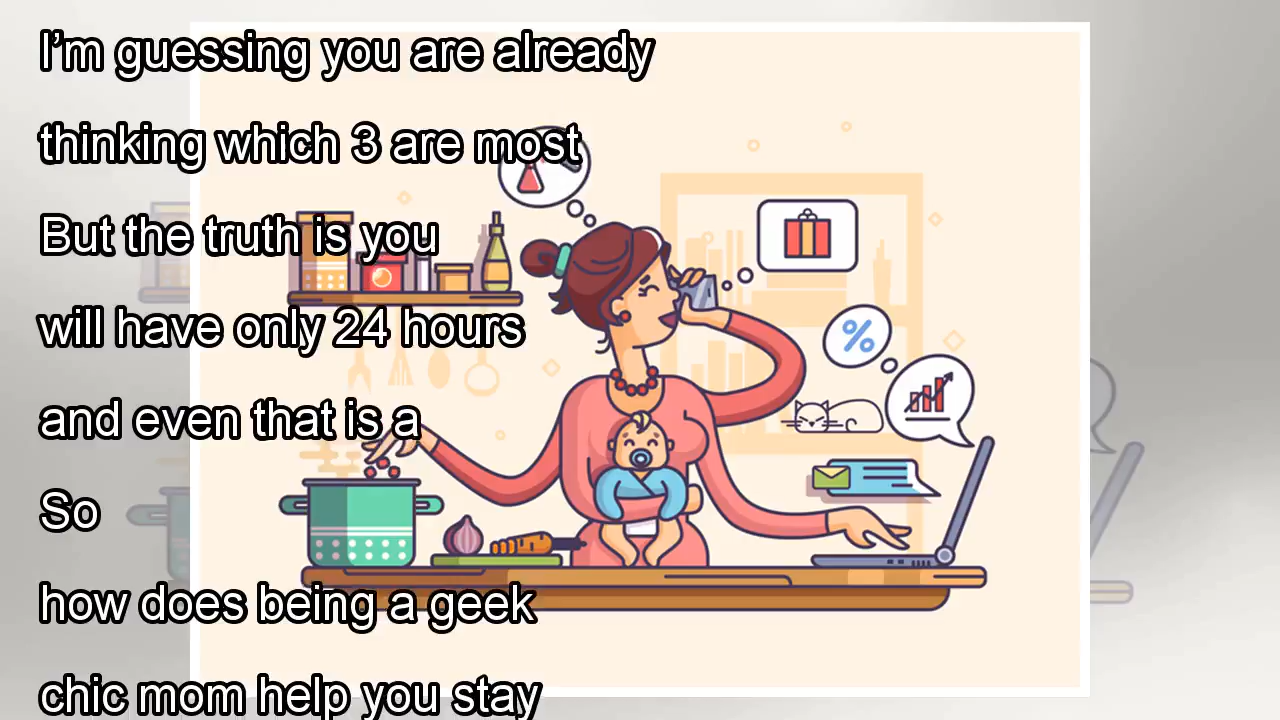 I’m guessing you are already
thinking which 3 are most
But the truth is you
will have only 24 hours
and even that is a
So
how does being a geek
chic mom help you stay
%